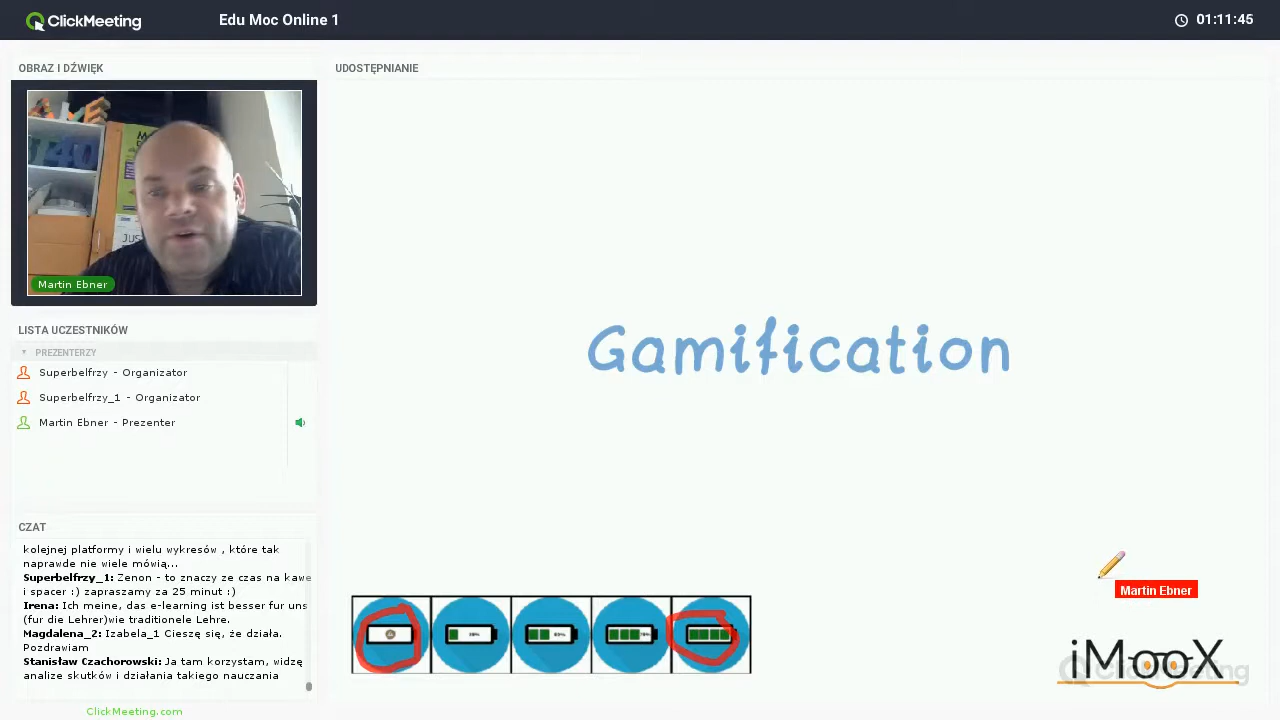 ClickMeeting
Edu Moc Online 1
01:11:45
OBRAZ I DŹWIĘK
UDOSTĘPNIANIE
Martin Ebner
LISTA UCZESTNIKÓW
PREZENTERZY
Superbelfrzy - Organizator
Superbelfrzy_1 - Organizator
Martin Ebner - Prezenter
Gamification
CZAT
kolejnej platformy i wielu wykresów , które tak
naprawde nie wiele mówią...
Superbelfrzy_1: Zenon - to znaczy ze czas na kawe
i spacer :) zapraszamy za 25 minut :)
Irena: Ich meine, das e-learning ist besser fur uns
(fur die Lehrer)wie traditionele Lehre.
Magdalena_2: Izabela_1 Cieszę się, że działa.
Pozdrawiam
Stanisław Czachorowski: Ja tam korzystam, widzę
analize skutków i działania takiego nauczania
Martin Ebner
iMooX
ClickMeeting
ClickMeeting.com